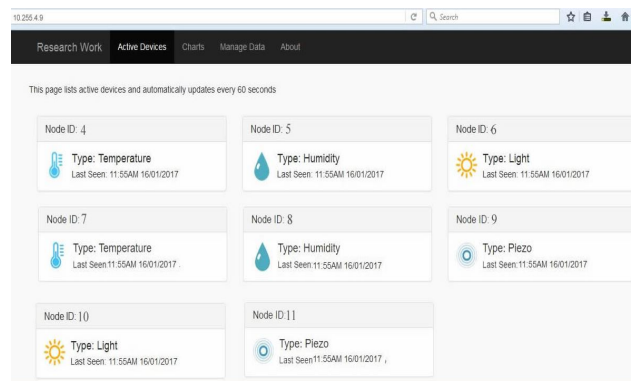 10.255.4.9
Search
Research Work Active Devices Charts Manage Data About
This page lists active devices and automatically updates every 60 seconds
Node ID: 4
Type: Temperature
Last Seen: 11:55AM 16/01/2017
Node ID: 5
Type: Humidity
Last Seen: 11:55AM 16/01/2017
Node ID: 6
Type: Light
Last Seen: 11:55AM 16/01/2017
Node ID: 7
Type: Temperature
Last Seen:11:55AM 16/01/2017 .
Node ID: 8
Type: Humidity
Last Seen:11:55AM 16/01/2017
Node ID: 9
Type: Piezo
Last Seen:11:55AM 16/01/2017
Node ID: 10
Type: Light
Last Seen: 11:55AM 16/01/2017
Node ID:11
Type: Piezo
Last Seen11:55AM 16/01/2017 ,